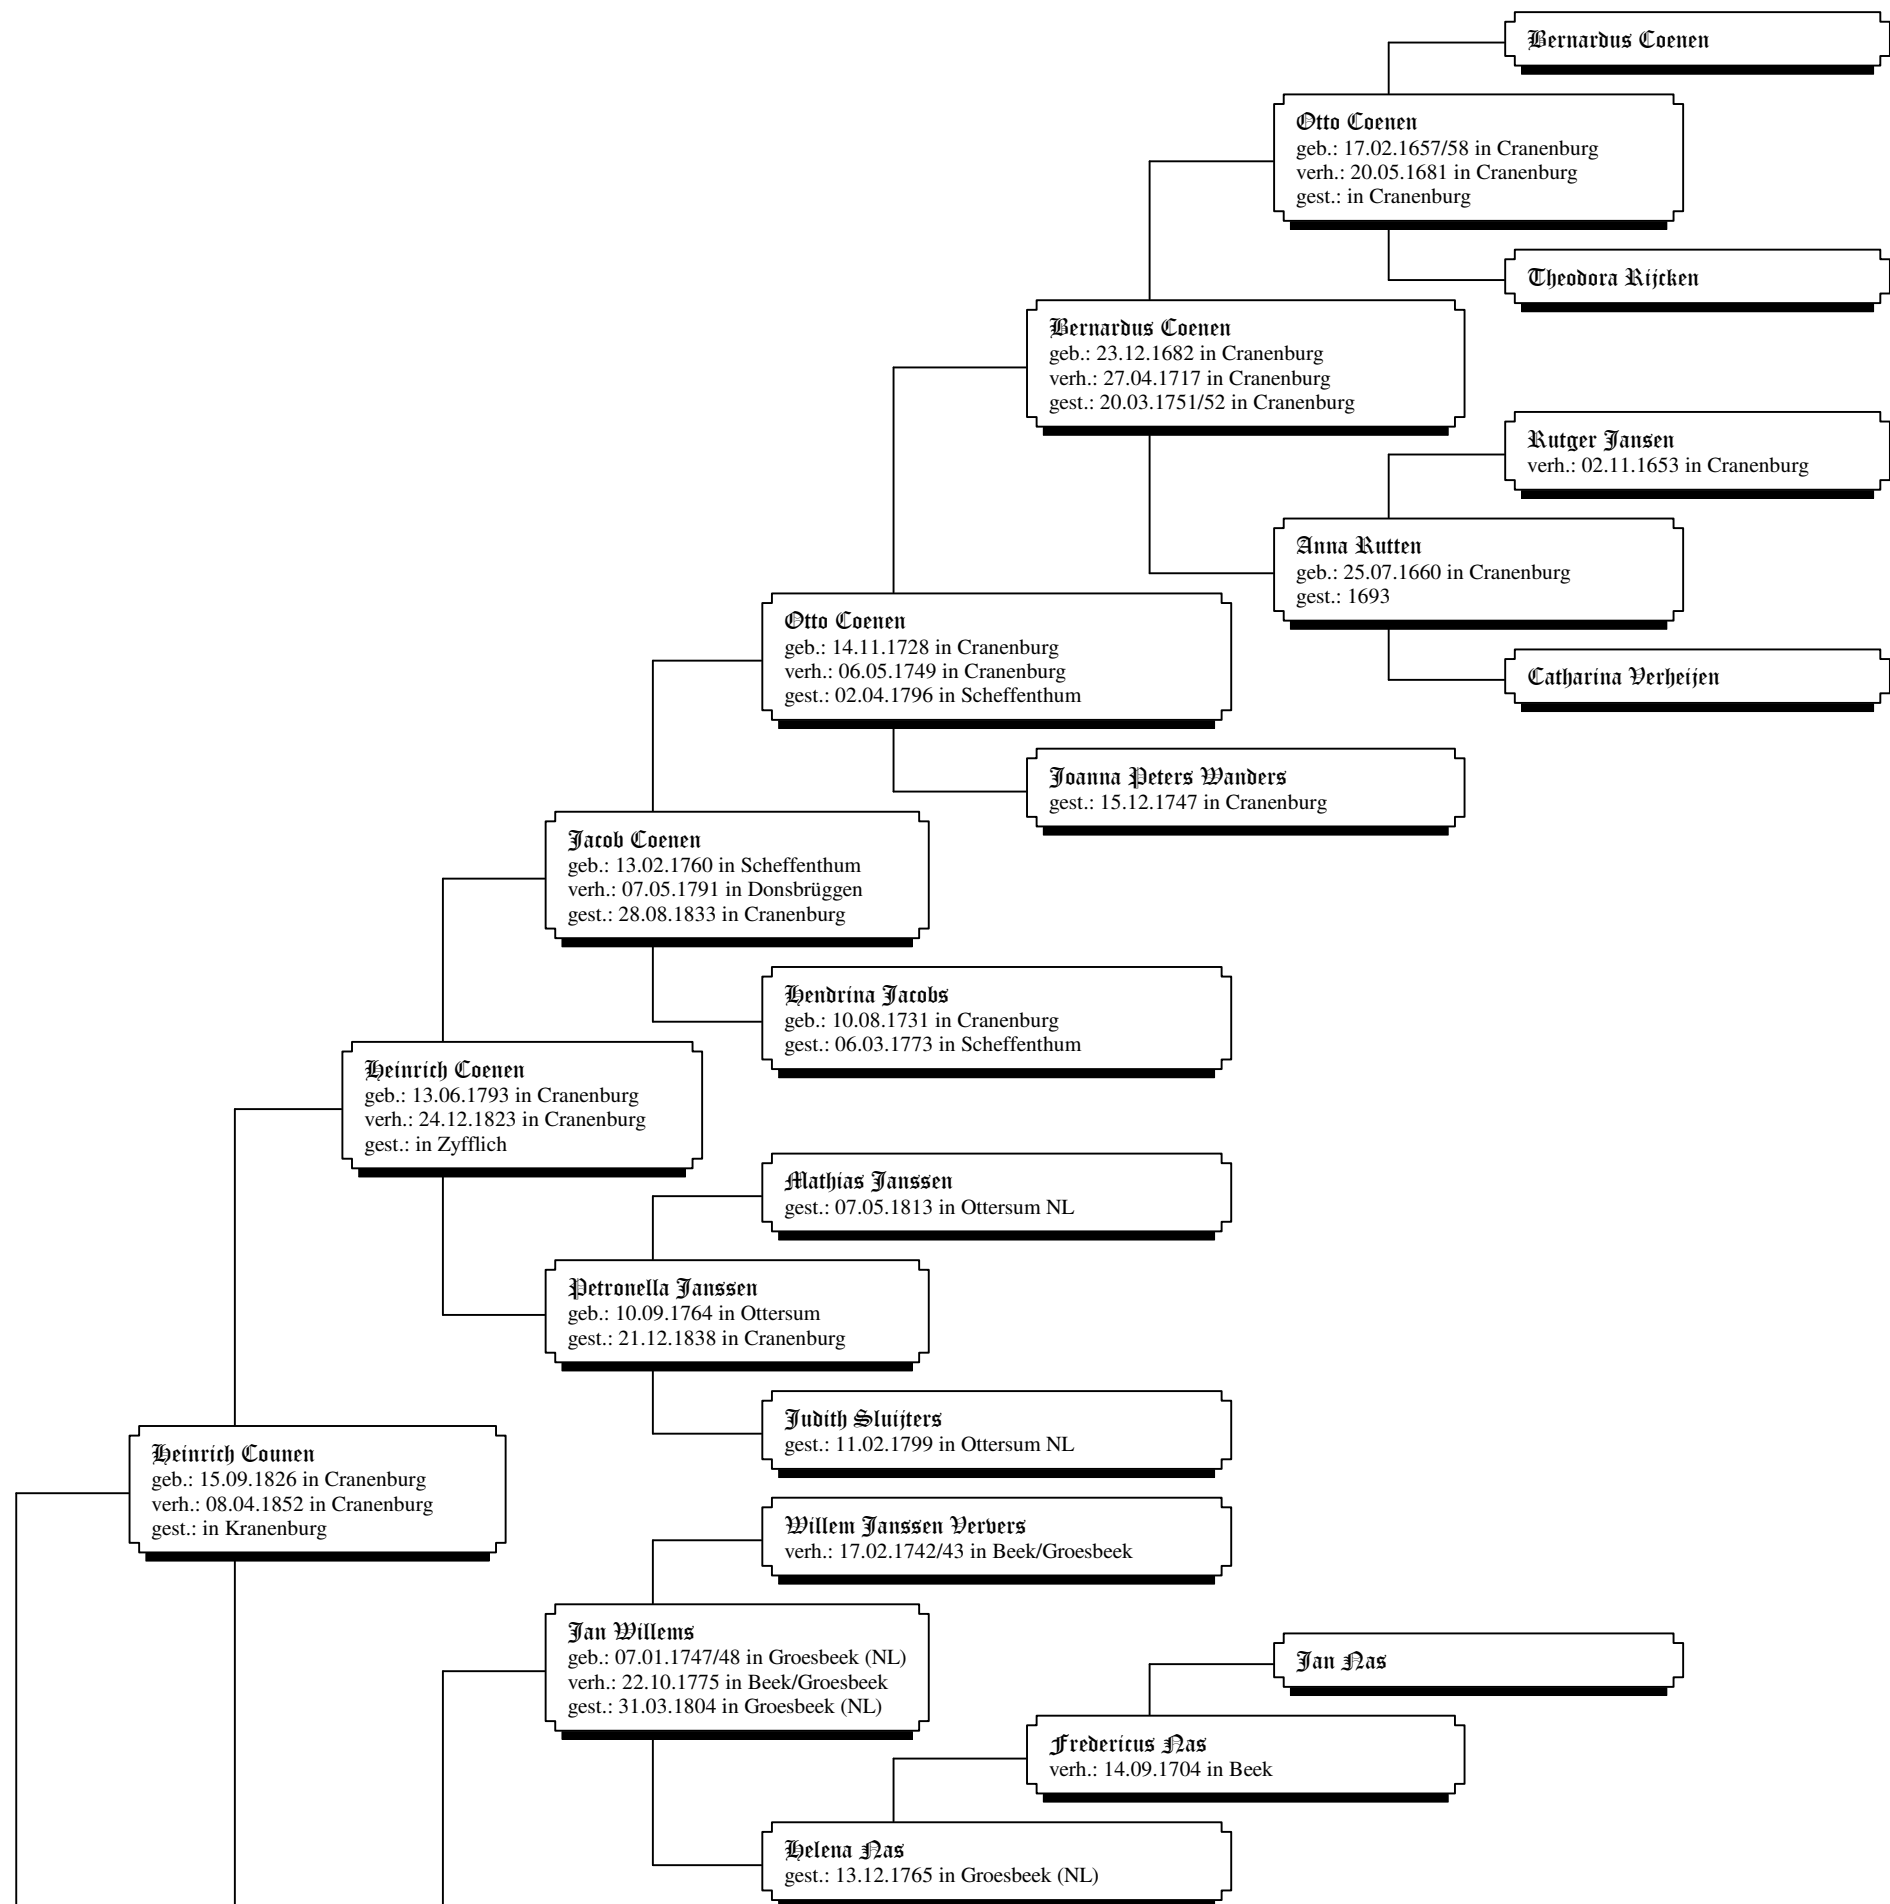 Bernardus Coenen
Otto Coenen
geb.: 17.02.1657/58 in Cranenburg
verh.: 20.05.1681 in Cranenburg
gest.: in Cranenburg
Theodora Rijcken
Bernardus Coenen
geb.: 23.12.1682 in Cranenburg
verh.: 27.04.1717 in Cranenburg
gest.: 20.03.1751/52 in Cranenburg
Rutger Jansen
verh.: 02.11.1653 in Cranenburg
Anna Rutten
geb.: 25.07.1660 in Cranenburg
gest.: 1693
Otto Coenen
geb.: 14.11.1728 in Cranenburg
verh.: 06.05.1749 in Cranenburg
gest.: 02.04.1796 in Scheffenthum
Catharina Verheijen
Joanna Peters Wanders
gest.: 15.12.1747 in Cranenburg
Jacob Coenen
geb.: 13.02.1760 in Scheffenthum
verh.: 07.05.1791 in Donsbrüggen
gest.: 28.08.1833 in Cranenburg
Hendrina Jacobs
geb.: 10.08.1731 in Cranenburg
gest.: 06.03.1773 in Scheffenthum
Heinrich Coenen
geb.: 13.06.1793 in Cranenburg
verh.: 24.12.1823 in Cranenburg
gest.: in Zyfflich
Mathias Janssen
gest.: 07.05.1813 in Ottersum NL
Petronella Janssen
geb.: 10.09.1764 in Ottersum
gest.: 21.12.1838 in Cranenburg
Judith Sluijters
gest.: 11.02.1799 in Ottersum NL
Heinrich Counen
geb.: 15.09.1826 in Cranenburg
verh.: 08.04.1852 in Cranenburg
gest.: in Kranenburg
Willem Janssen Ververs
verh.: 17.02.1742/43 in Beek/Groesbeek
Jan Willems
geb.: 07.01.1747/48 in Groesbeek (NL)
verh.: 22.10.1775 in Beek/Groesbeek
gest.: 31.03.1804 in Groesbeek (NL)
Jan Nas
Fredericus Nas
verh.: 14.09.1704 in Beek
Helena Nas
gest.: 13.12.1765 in Groesbeek (NL)